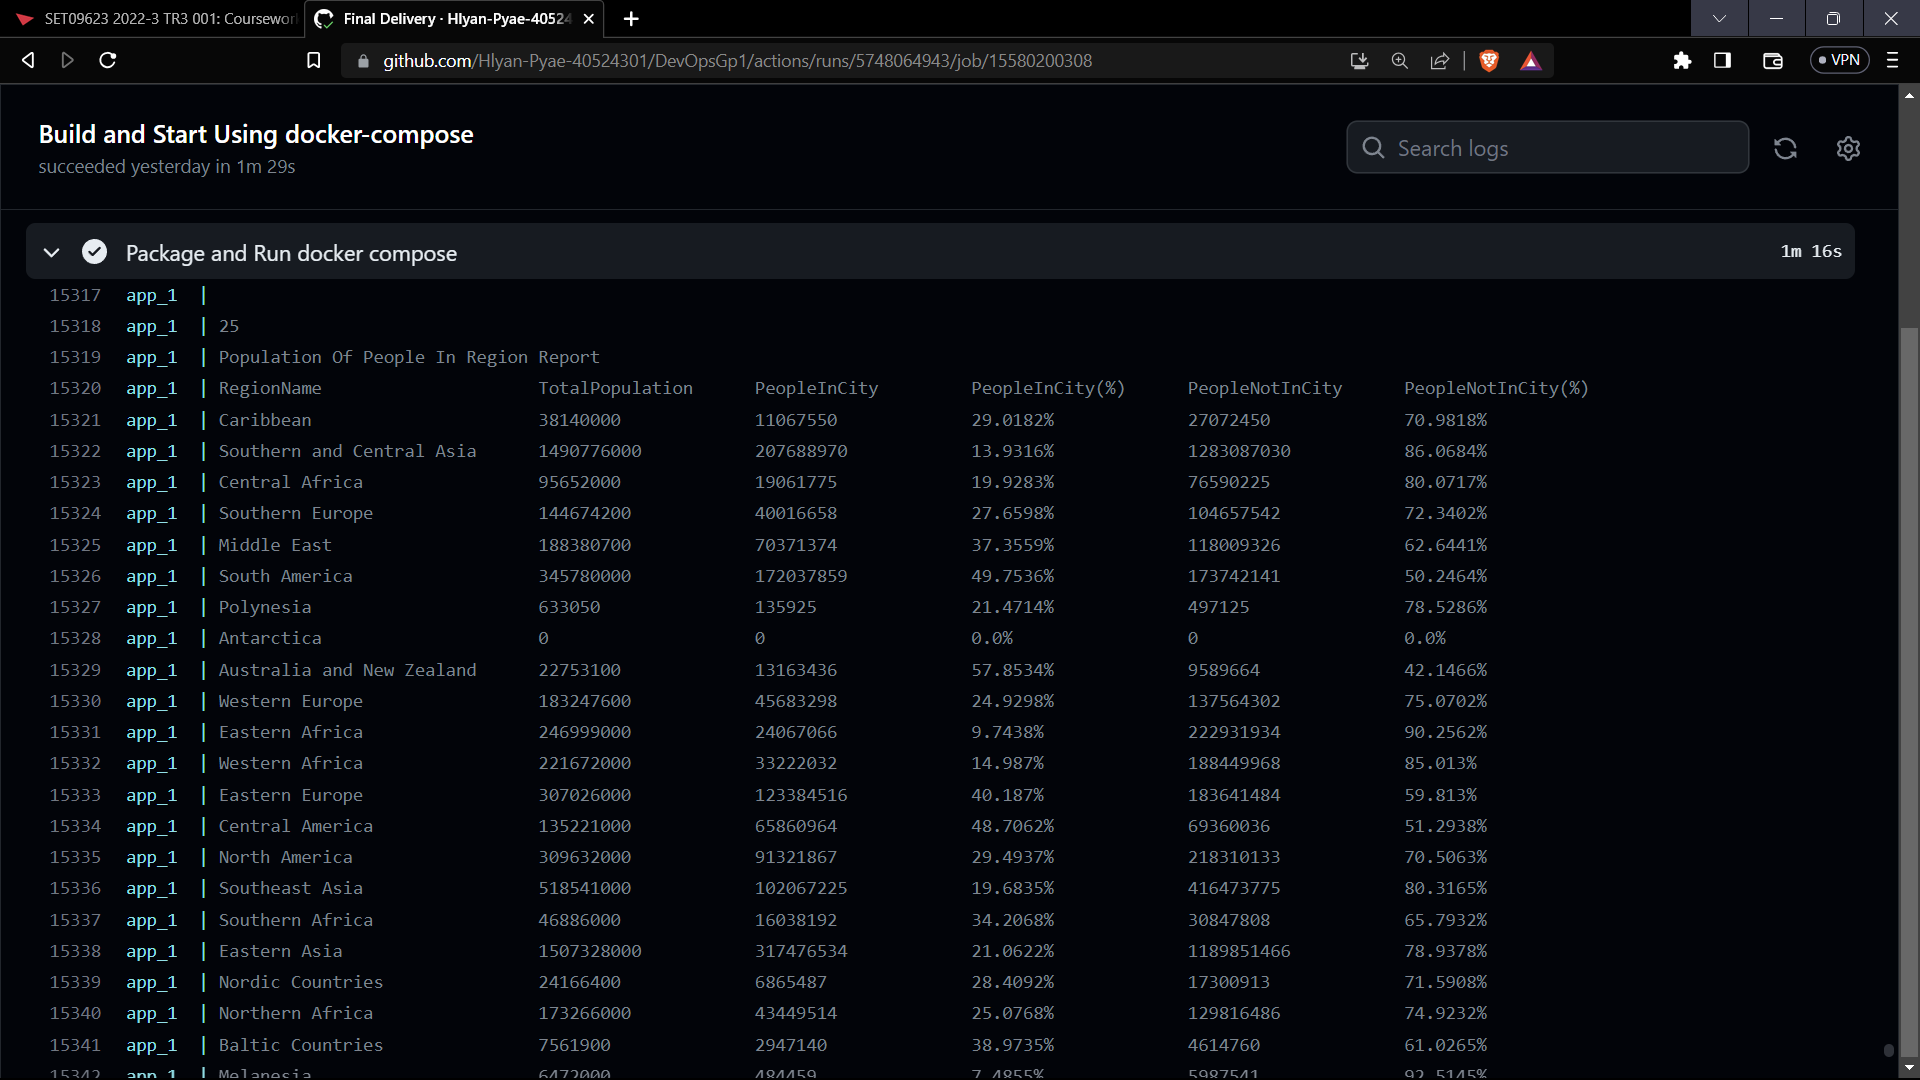 SET09623 2022-3 TR3 001: Coursewor
Final Delivery · Hlyan-Pyae-4052
github.com/Hlyan-Pyae-40524301/DevOpsGp1/actions/runs/5748064943/job/15580200308
VPN
Build and Start Using docker-compose
succeeded yesterday in 1m 29s
Search logs
Package and Run docker compose 1m 16s
15317 app_1 |
15318 app_1 | 25
15319 app_1 | Population Of People In Region Report
15320 app_1 | RegionName TotalPopulation PeopleInCity PeopleInCity(%) PeopleNotInCity PeopleNotInCity(%)
15321 app_1 | Caribbean 38140000 11067550 29.0182% 27072450 70.9818%
15322 app_1 | Southern and Central Asia 1490776000 207688970 13.9316% 1283087030 86.0684%
15323 app_1 | Central Africa 95652000 19061775 19.9283% 76590225 80.0717%
15324 app_1 | Southern Europe 144674200 40016658 27.6598% 104657542 72.3402%
15325 app_1 | Middle East 188380700 70371374 37.3559% 118009326 62.6441%
15326 app_1 | South America 345780000 172037859 49.7536% 173742141 50.2464%
15327 app_1 | Polynesia 633050 135925 21.4714% 497125 78.5286%
15328 app_1 | Antarctica 0 0 0.0% 0 0.0%
15329 app_1 | Australia and New Zealand 22753100 13163436 57.8534% 9589664 42.1466%
15330 app_1 | Western Europe 183247600 45683298 24.9298% 137564302 75.0702%
15331 app_1 | Eastern Africa 246999000 24067066 9.7438% 222931934 90.2562%
15332 app_1 | Western Africa 221672000 33222032 14.987% 188449968 85.013%
15333 app_1 | Eastern Europe 307026000 123384516 40.187% 183641484 59.813%
15334 app_1 | Central America 135221000 65860964 48.7062% 69360036 51.2938%
15335 app_1 | North America 309632000 91321867 29.4937% 218310133 70.5063%
15336 app_1 | Southeast Asia 518541000 102067225 19.6835% 416473775 80.3165%
15337 app_1 | Southern Africa 46886000 16038192 34.2068% 30847808 65.7932%
15338 app_1 | Eastern Asia 1507328000 317476534 21.0622% 1189851466 78.9378%
15339 app_1 | Nordic Countries 24166400 6865487 28.4092% 17300913 71.5908%
15340 app_1 | Northern Africa 173266000 43449514 25.0768% 129816486 74.9232%
15341 app_1 | Baltic Countries 7561900 2947140 38.9735% 4614760 61.0265%
15342 app_1 | Melanesia 6472000 484459 7.4855% 5987541 92.5145%